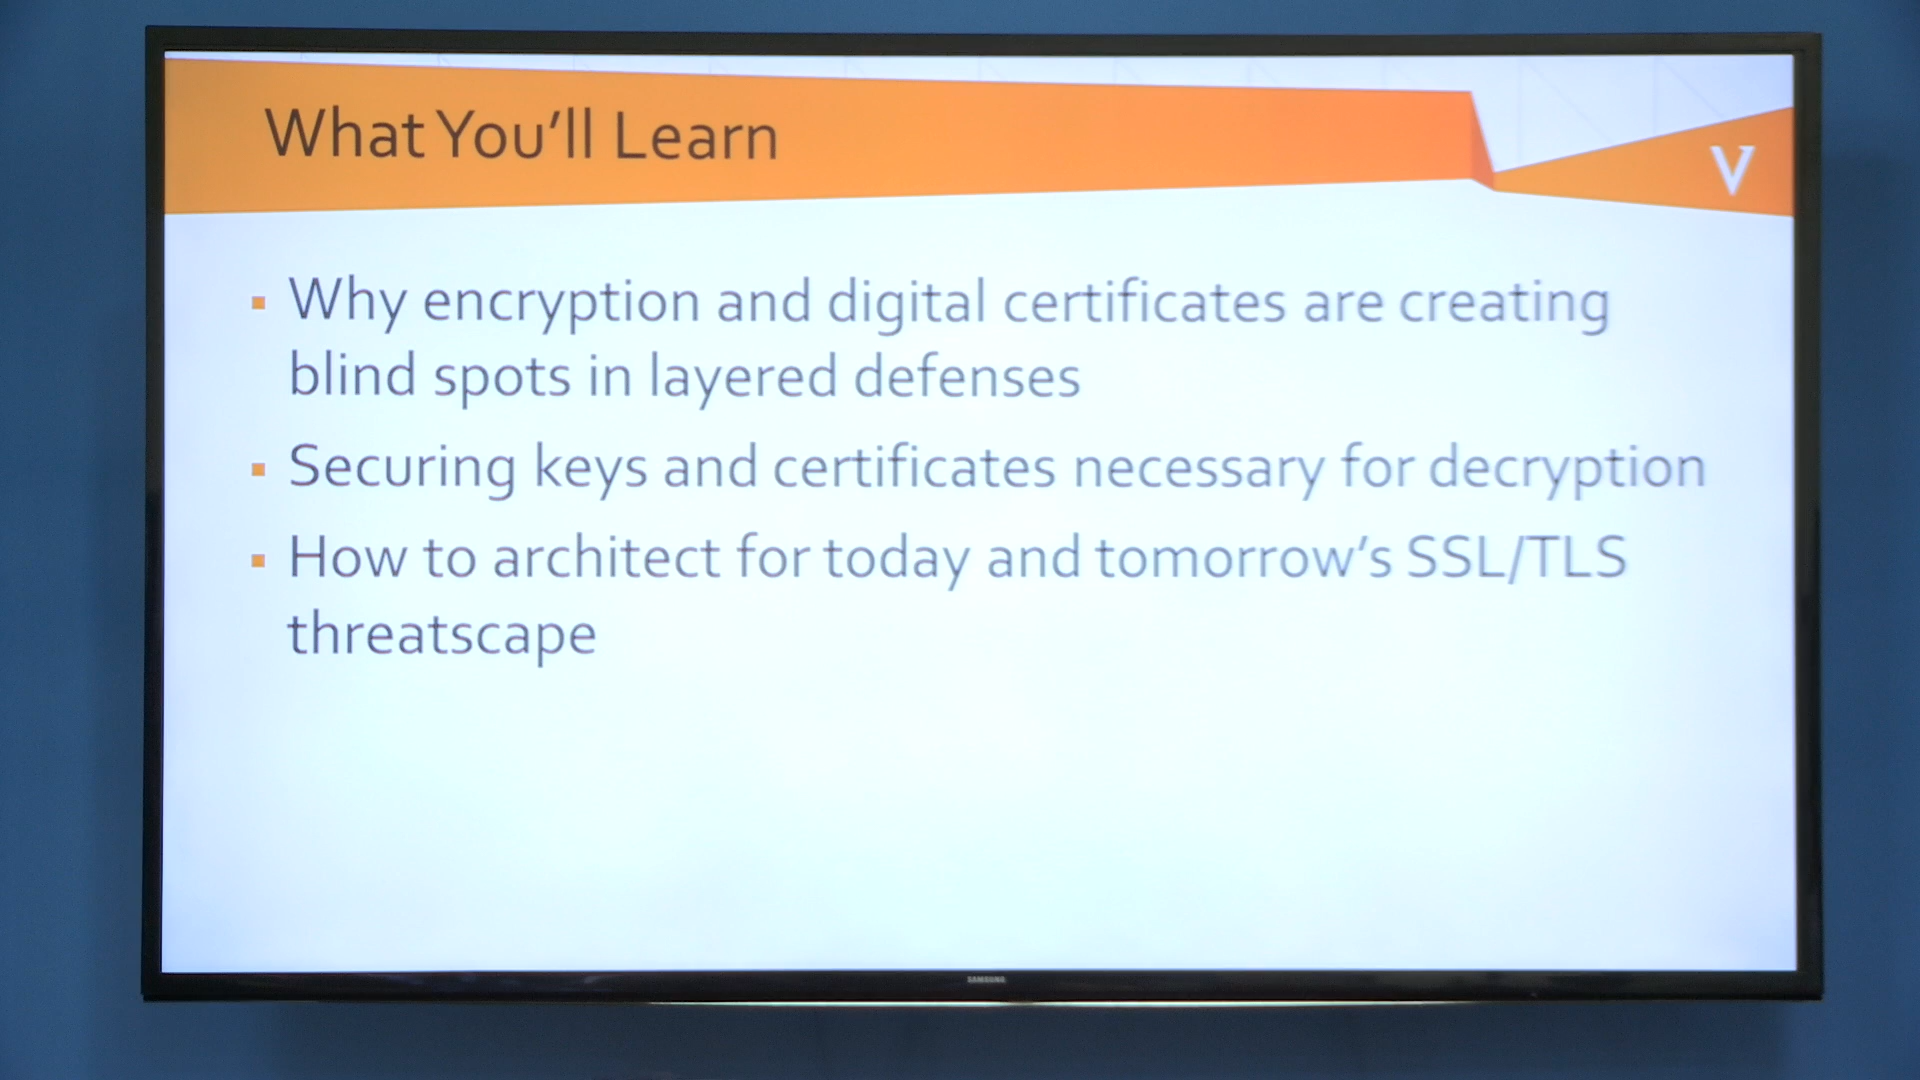 What You’ll Learn
V
▪ Why encryption and digital certificates are creating
blind spots in layered defenses
▪ Securing keys and certificates necessary for decryption
▪ How to architect for today and tomorrow’s SSL/TLS
threatscape
SAMSUNG